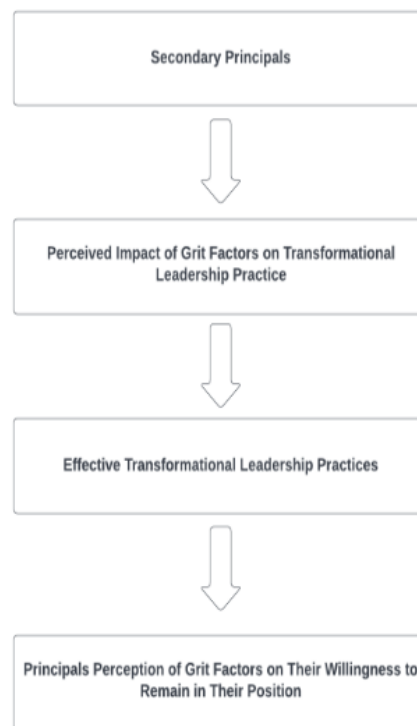 Secondary Principals
Perceived Impact of Grit Factors on Transformational
Leadership Practice
Effective Transformational Leadership Practices
Principals Perception of Grit Factors on Their Willingness to
Remain in Their Position